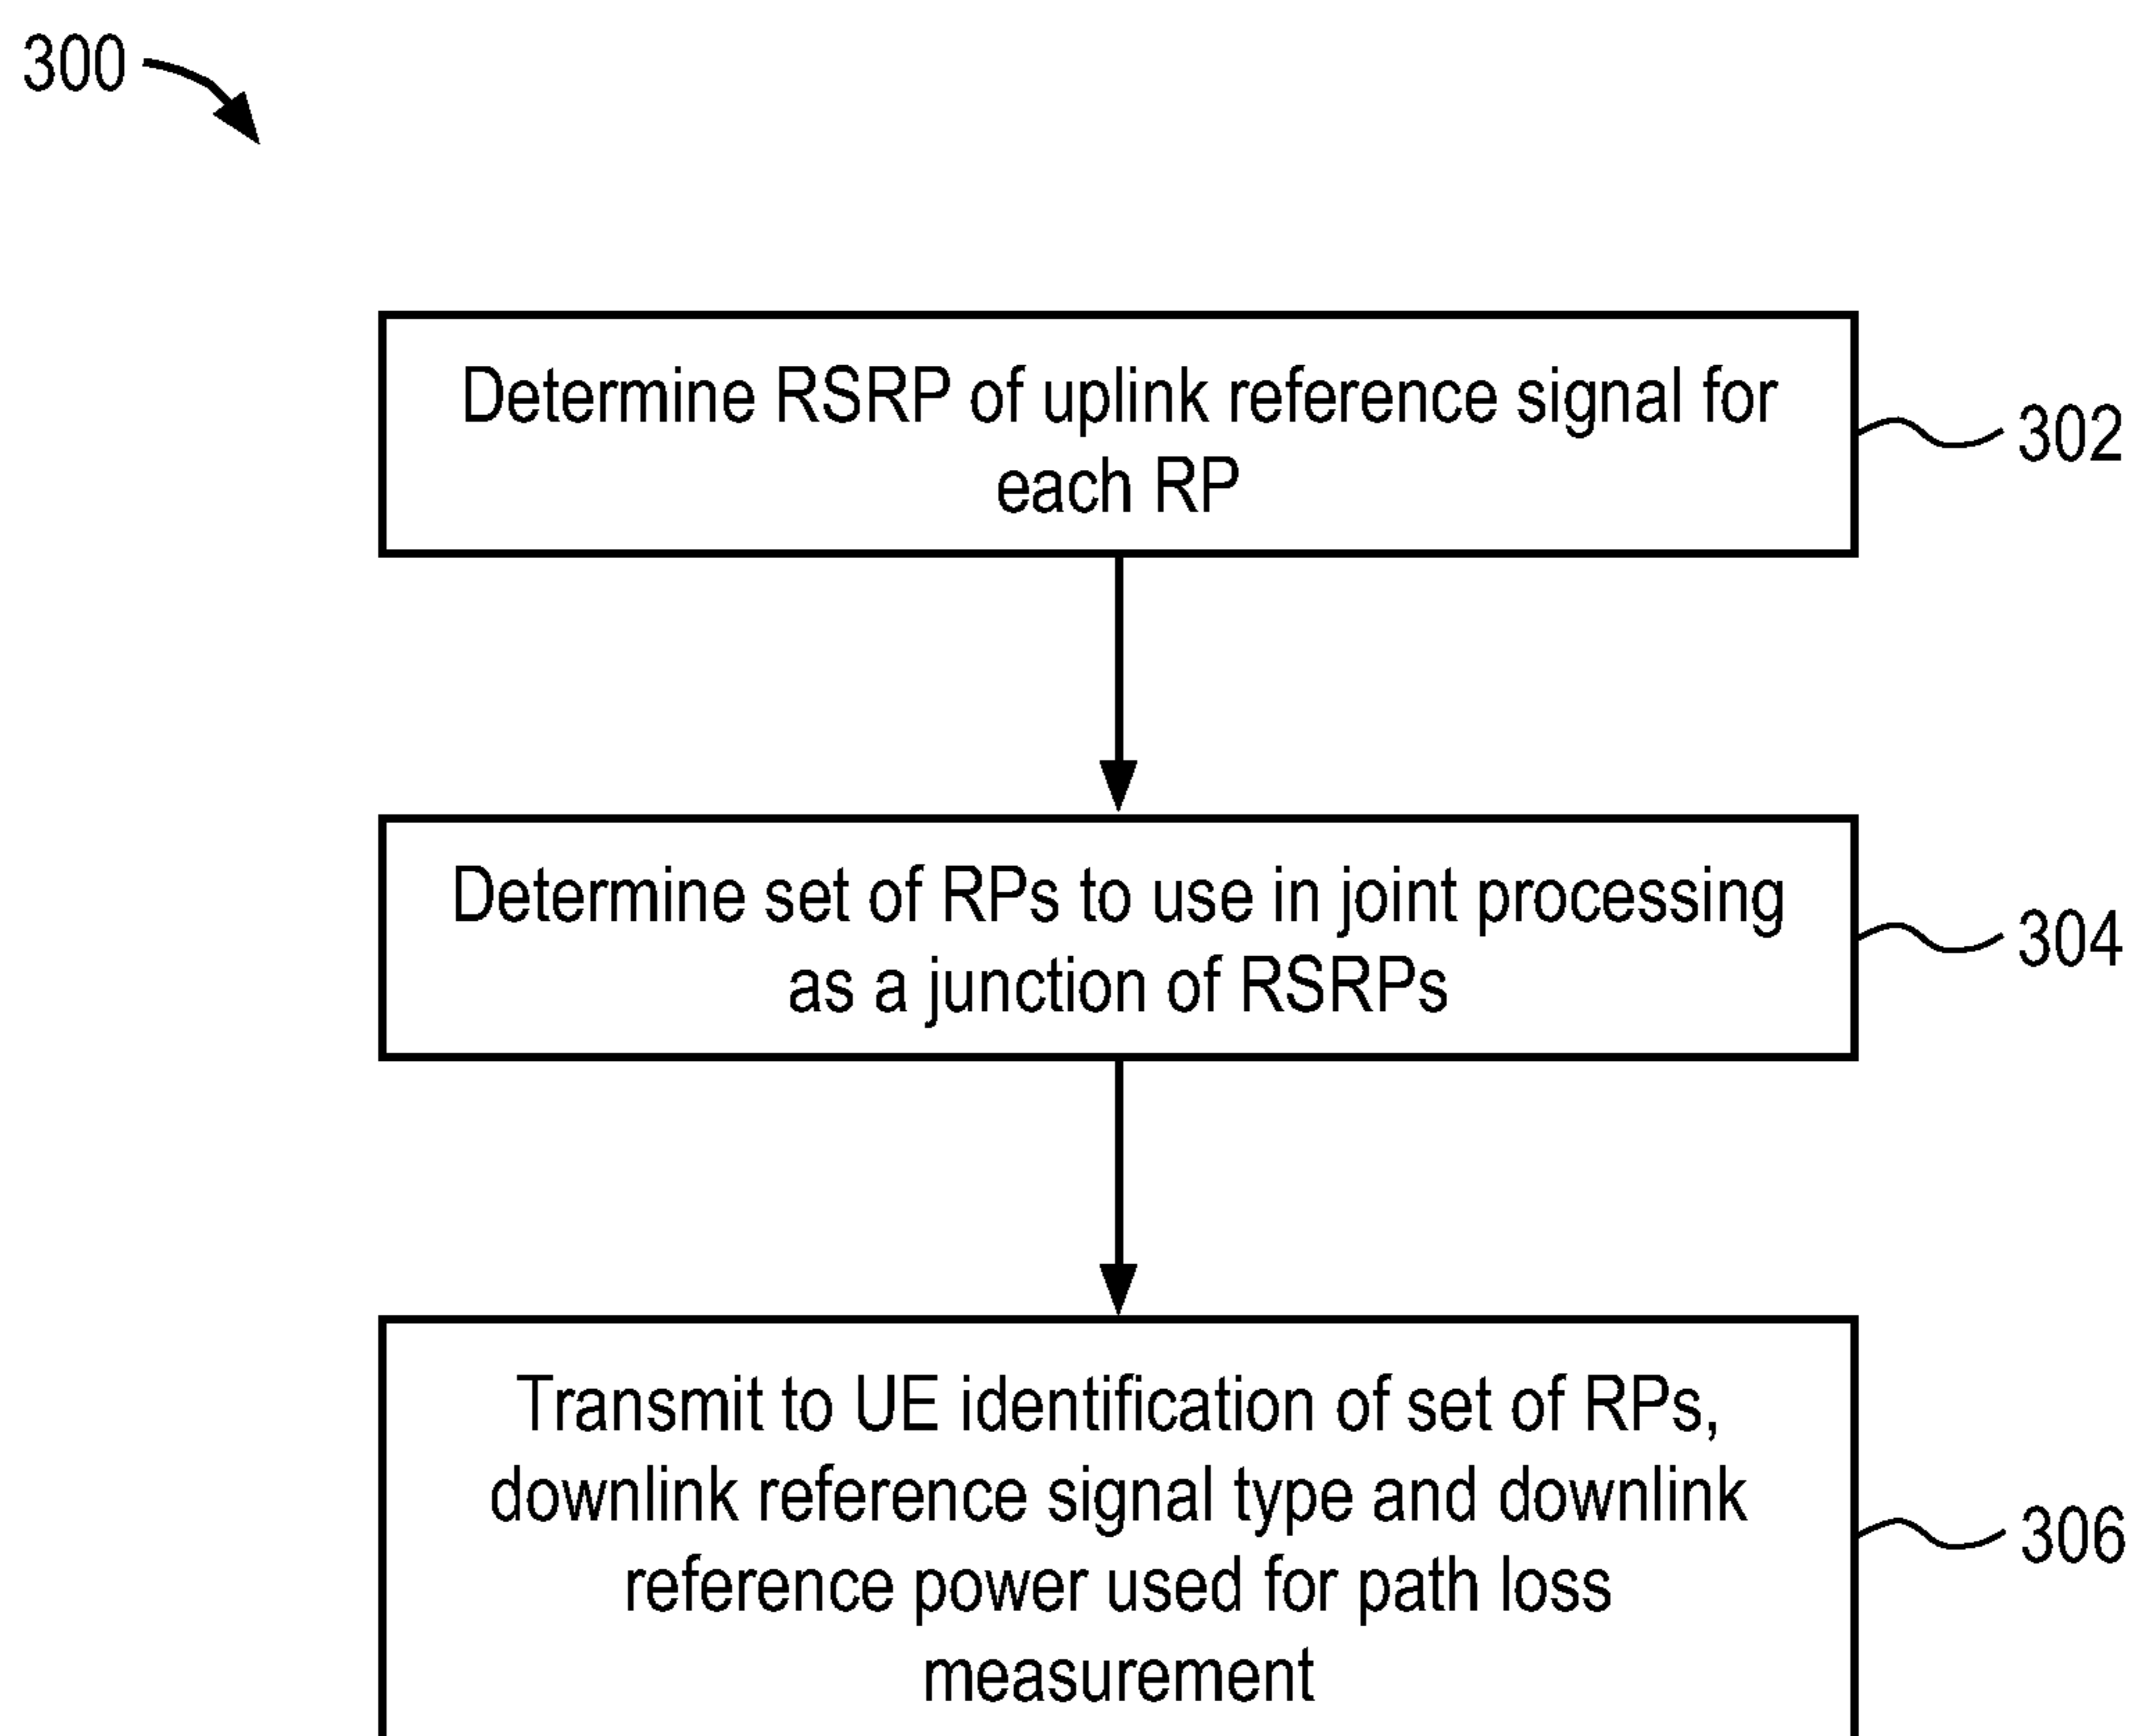 300
Determine RSRP of uplink reference signal for
each RP
302
Determine set of RPs to use in joint processing
as a junction of RSRPs
304
Transmit to UE identification of set of RPs,
downlink reference signal type and downlink
reference power used for path loss
measurement
306